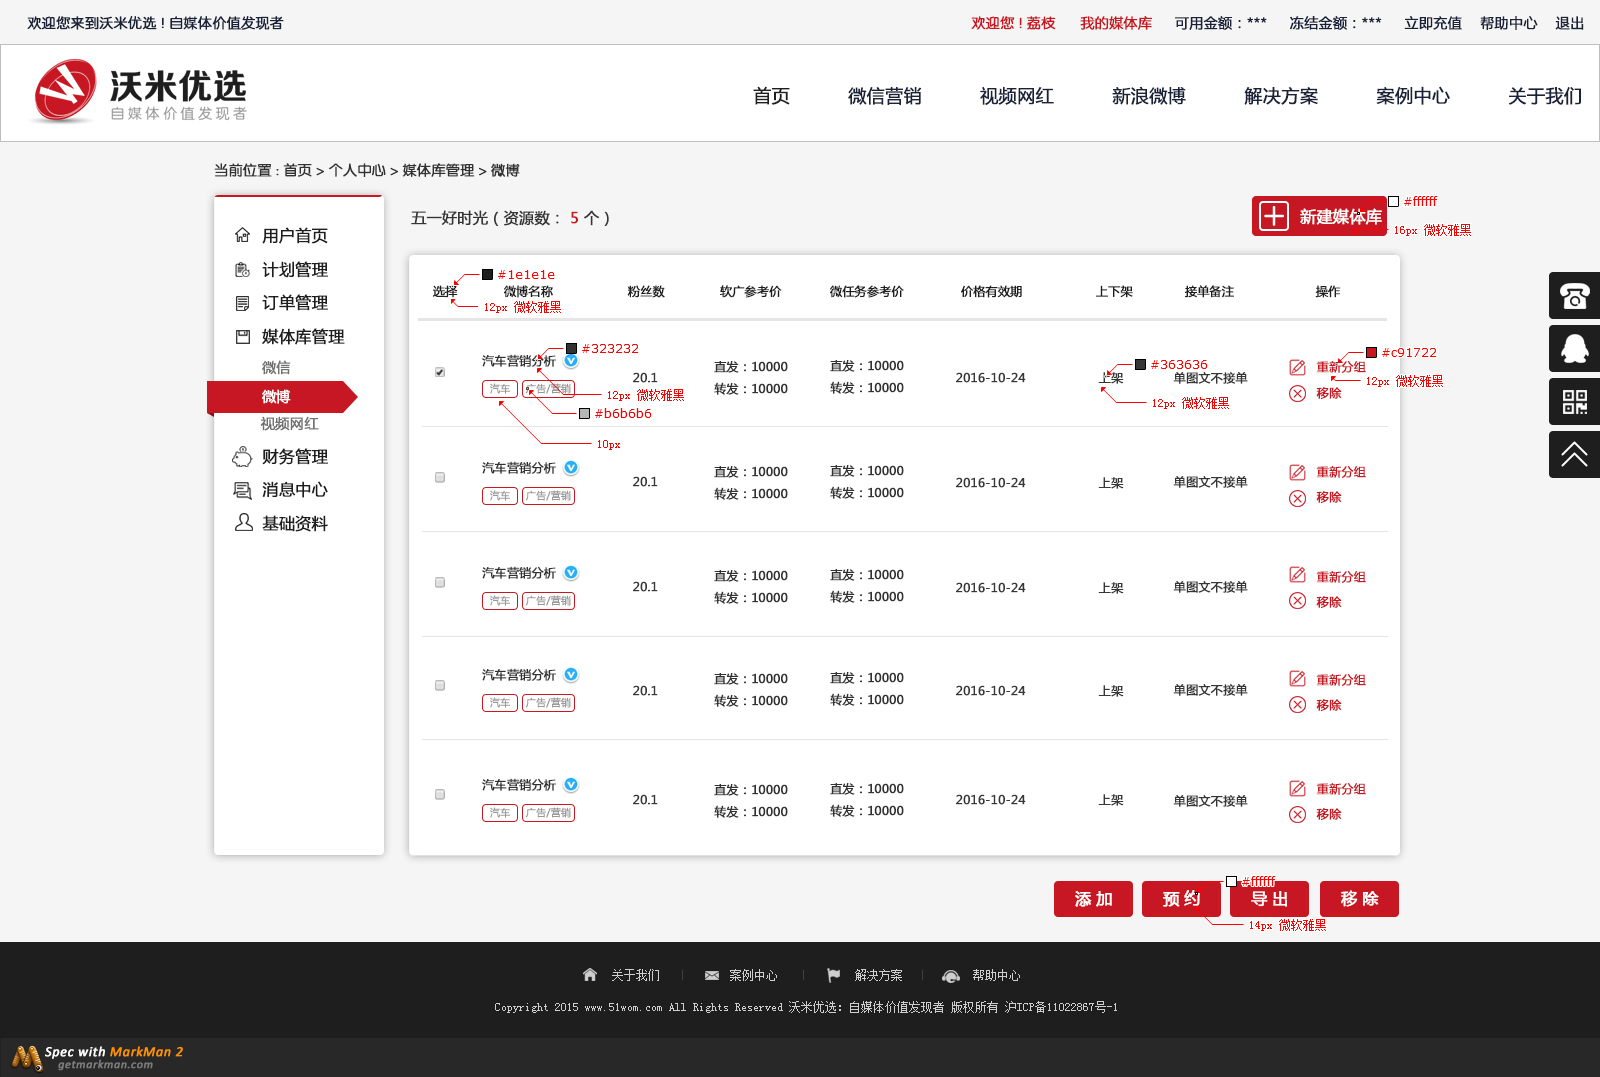 欢迎您来到沃米优选 ! 自媒体价值发现者
欢迎您 ! 荔枝 我的媒体库 可用金额 : *** 冻结金额 : *** 立即充值 帮助中心 退出
沃米优选
自媒体价值发现者
首页 微信营销 视频网红 新浪微博 解决方案 案例中心 关于我们
当前位置 : 首页 > 个人中心 > 媒体库管理 > 微博
用户首页
计划管理
订单管理
媒体库管理
微信
微博
视频网红
财务管理
消息中心
基础资料
五一好时光 ( 资源数 : 5 个 )
新建媒体库
#ffffff
16px 微软雅黑
选择 微博名称 粉丝数 软广参考价 微任务参考价 价格有效期 上下架 接单备注 操作
#1e1e1e
12px 微软雅黑
汽车营销分析
汽车 广告/营销
20.1
直发 : 10000
转发 : 10000
直发 : 10000
转发 : 10000
2016-10-24
上架
单图文不接单
重新分组
移除
#323232
12px 微软雅黑
#b6b6b6
10px
#363636
12px 微软雅黑
#c91722
12px 微软雅黑
汽车营销分析
汽车 广告/营销
20.1
直发 : 10000
转发 : 10000
直发 : 10000
转发 : 10000
2016-10-24
上架
单图文不接单
重新分组
移除
汽车营销分析
汽车 广告/营销
20.1
直发 : 10000
转发 : 10000
直发 : 10000
转发 : 10000
2016-10-24
上架
单图文不接单
重新分组
移除
汽车营销分析
汽车 广告/营销
20.1
直发 : 10000
转发 : 10000
直发 : 10000
转发 : 10000
2016-10-24
上架
单图文不接单
重新分组
移除
汽车营销分析
汽车 广告/营销
20.1
直发 : 10000
转发 : 10000
直发 : 10000
转发 : 10000
2016-10-24
上架
单图文不接单
重新分组
移除
添加 预约 导出 移除
#ffffff
14px 微软雅黑
关于我们 案例中心 解决方案 帮助中心
Copyright 2015 www.51wom.com All Rights Reserved 沃米优选: 自媒体价值发现者 版权所有 沪ICP备11022867号-1
Spec with MarkMan 2
getmarkman.com